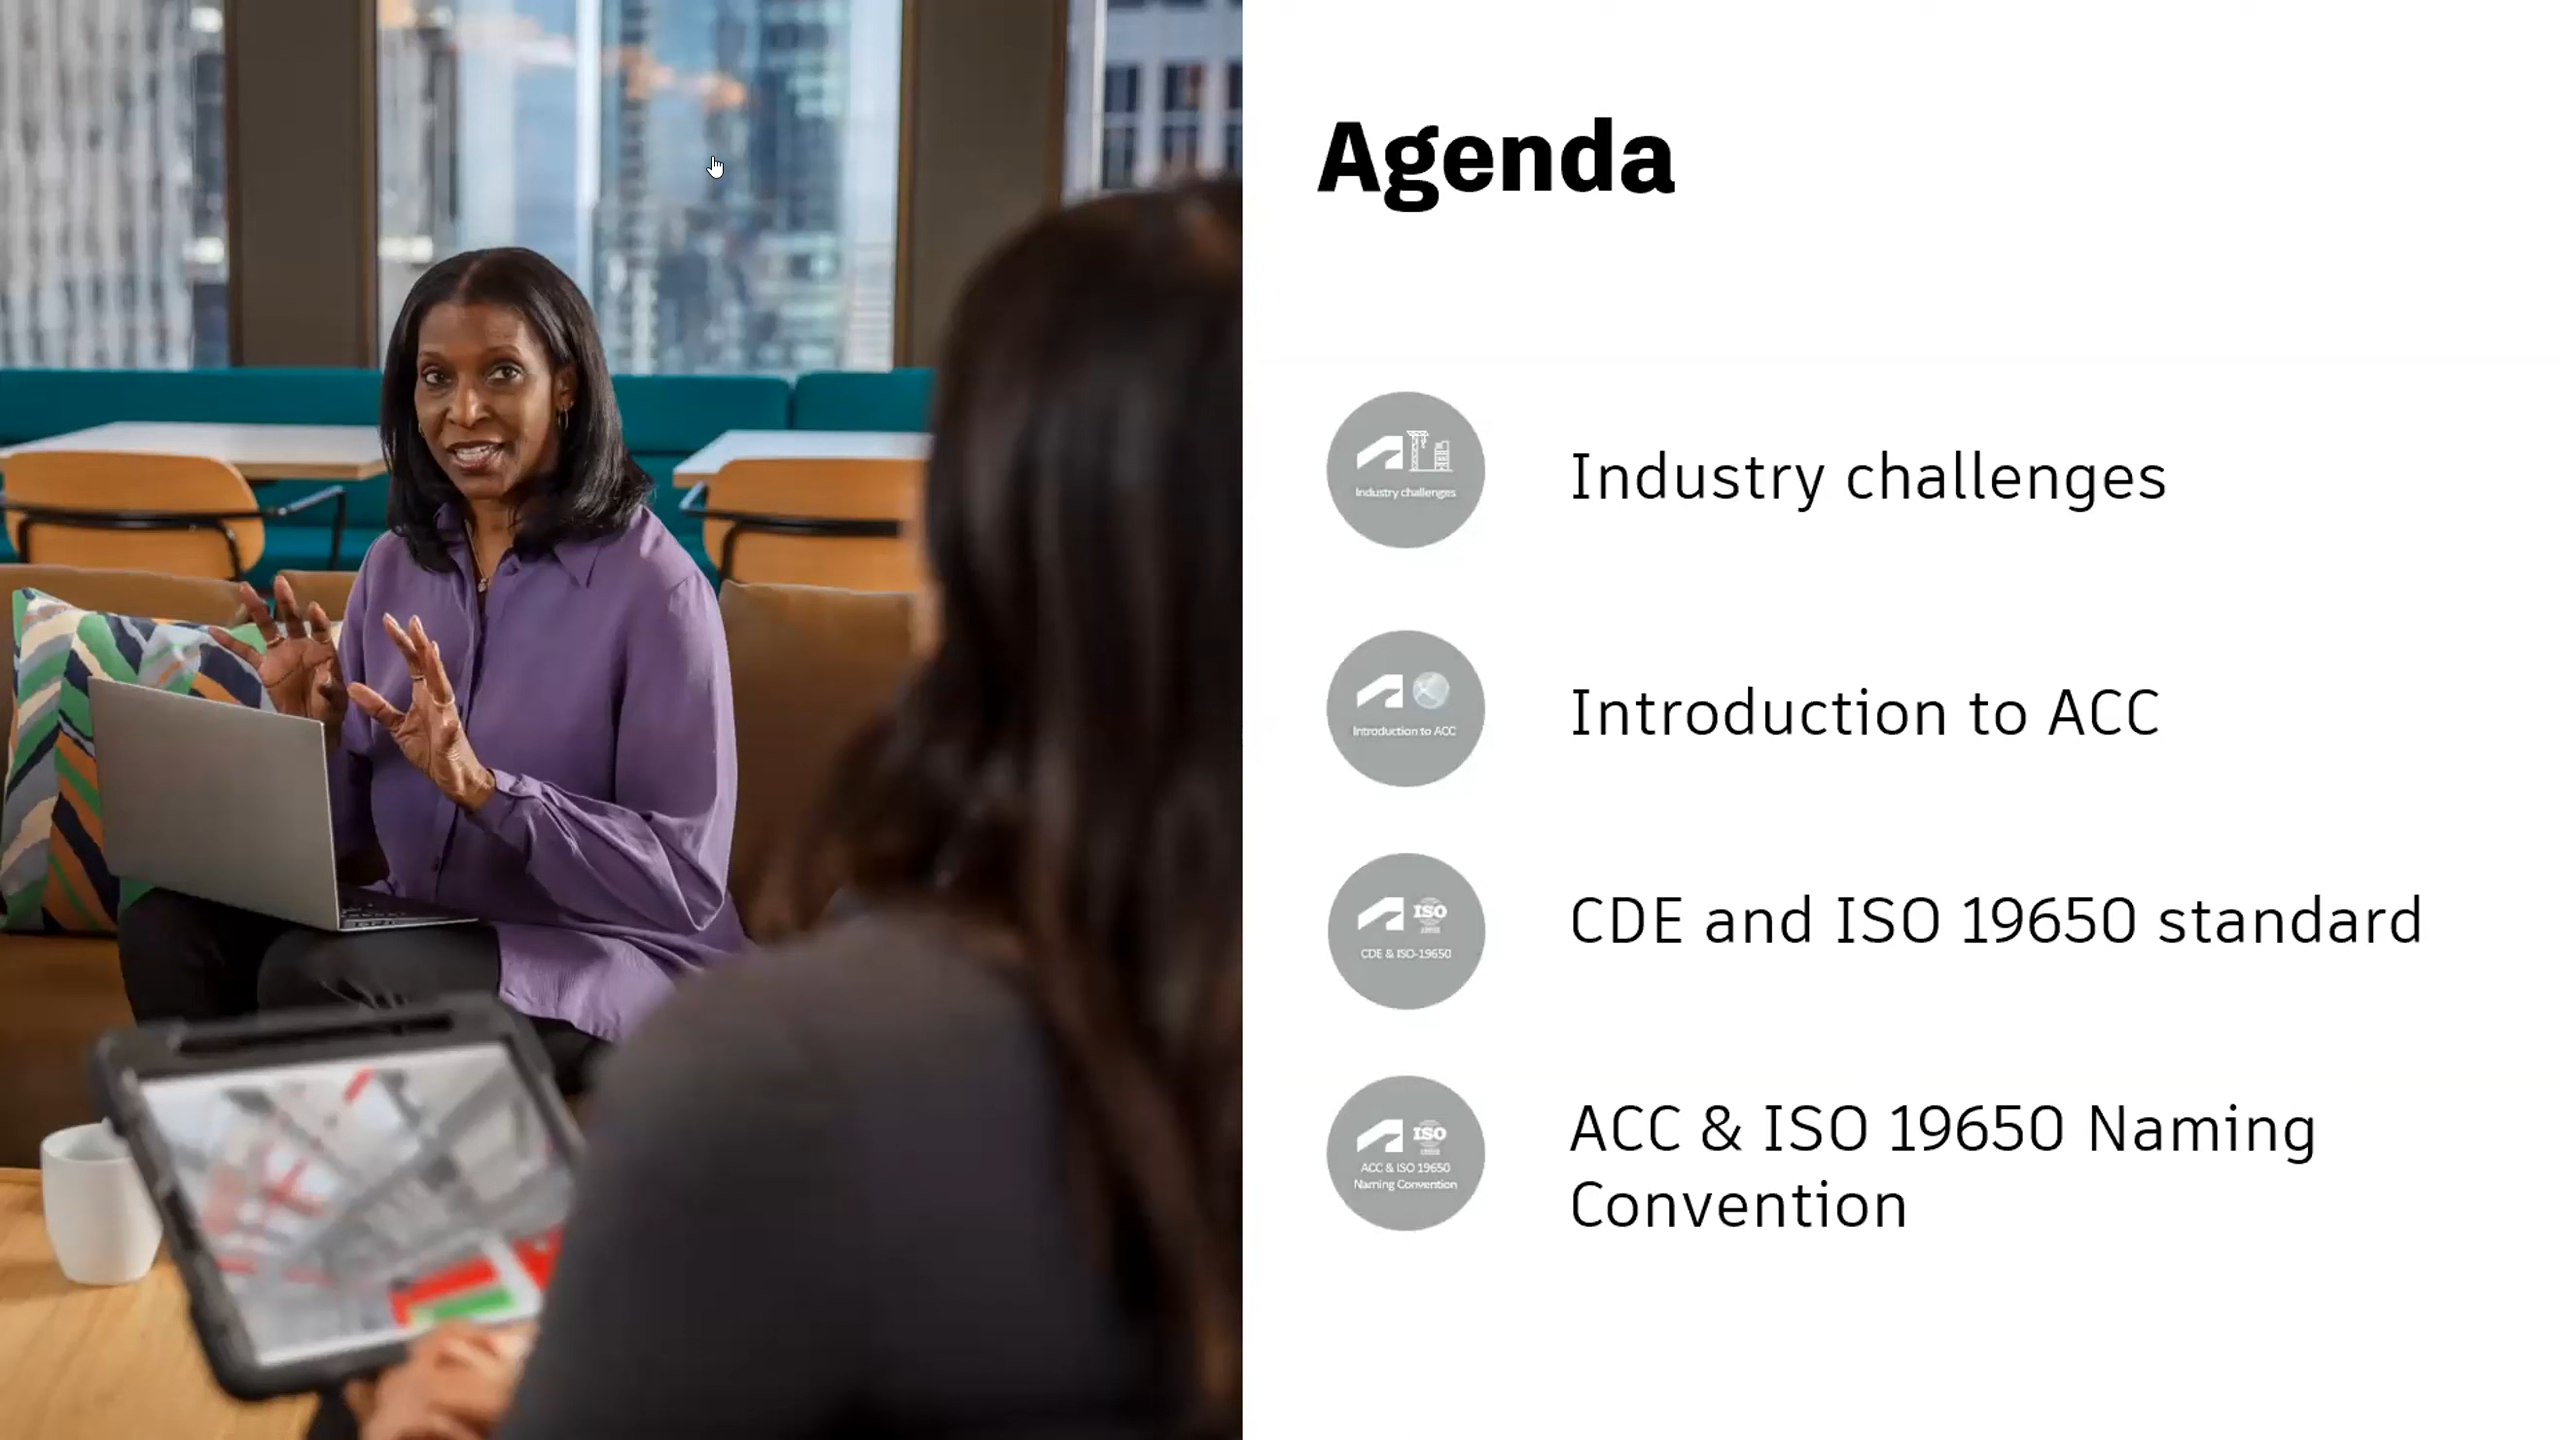 Agenda
Industry challenges
Industry challenges
Introduction to ACC
Introduction to ACC
ISO
CDE & ISO-19650
CDE and ISO 19650 standard
ISO
ACC & ISO 19650
Naming Convention
ACC & ISO 19650 Naming
Convention